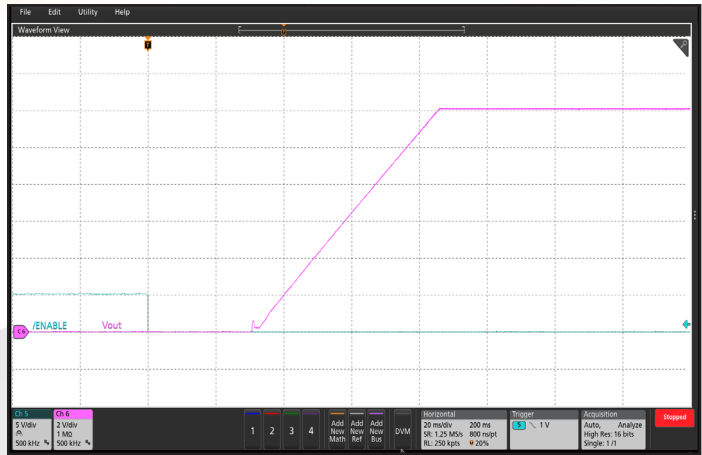 File Edit Utility Help
Waveform View
T
T
/ENABLE Vout
C6
Ch 5
5 V/div
500 kHz
Ch 6
2 V/div
1 MΩ
500 kHz
1 2 3 4
Add New Math
Add New Ref
Add New Bus
DVM
Horizontal
20 ms/div 200 ms
SR: 1.25 MS/s 800 ns/pt
RL: 250 kpts 20%
Trigger
5 1 V
Acquisition
Auto, Analyze
High Res: 16 bits
Single: 1 /1
Stopped